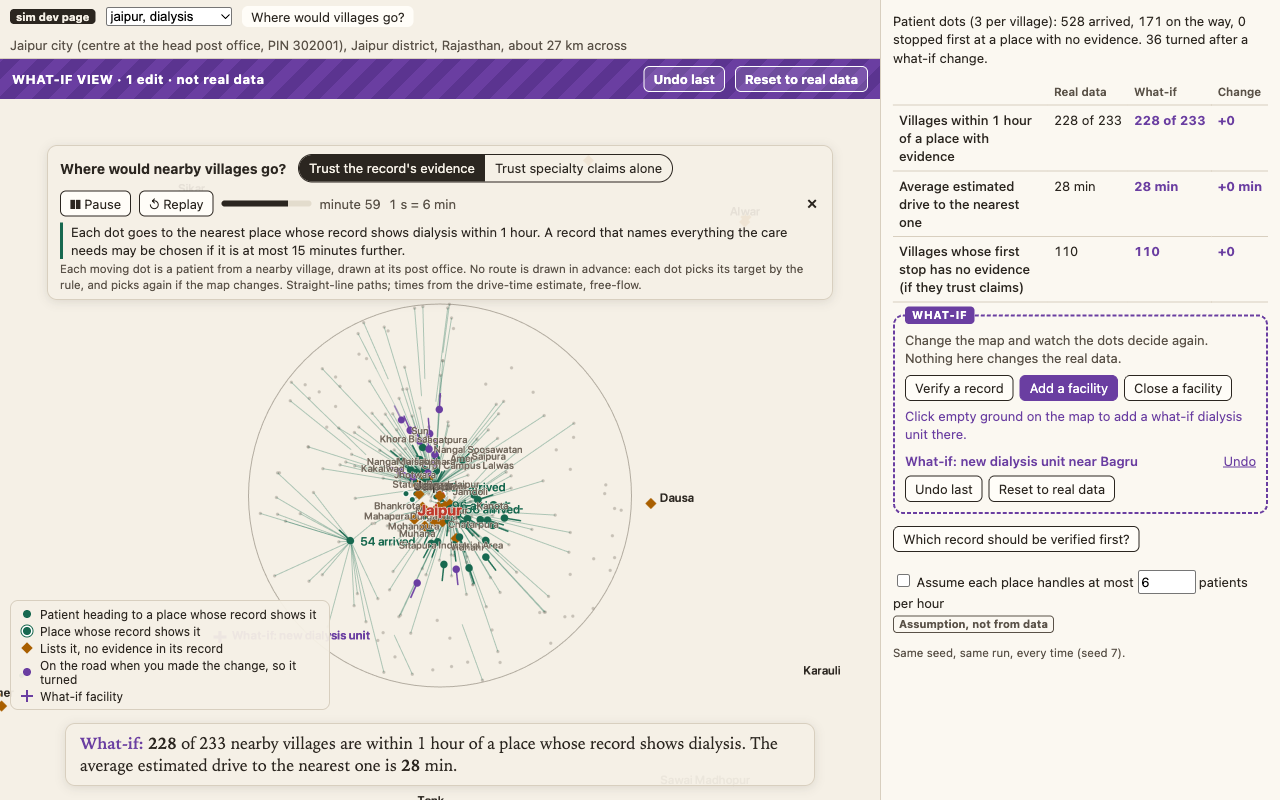 sim dev page
jaipur, dialysis
Where would villages go?
Jaipur city (centre at the head post office, PIN 302001), Jaipur district, Rajasthan, about 27 km across
WHAT-IF VIEW · 1 edit · not real data
Undo last
Reset to real data
Where would nearby villages go?
Trust the record's evidence
Trust specialty claims alone
Sikar
Pause
Replay
minute 59 1 s = 6 min
Alwar
Each dot goes to the nearest place whose record shows dialysis within 1 hour. A record that names everything the care
needs may be chosen if it is at most 15 minutes further.
Each moving dot is a patient from a nearby village, drawn at its post office. No route is drawn in advance: each dot picks its target by the
rule, and picks again if the map changes. Straight-line paths; times from the drive-time estimate, free-flow.
Nangal Soosawatan
Campus Lalwas
Kakalwas
arrived
Bhankrota
Jaipur
56 arrived
Mahapura
Mohanpura
Muhana
54 arrived
Sitapura Industrial Area
Dausa
Patient heading to a place whose record shows it
Place whose record shows it
Lists it, no evidence in its record
On the road when you made the change, so it
turned
What-if facility
What-if: new dialysis unit
Karauli
What-if: 228 of 233 nearby villages are within 1 hour of a place whose record shows dialysis. The
average estimated drive to the nearest one is 28 min.
Sawai Madhopur
Tonk
Patient dots (3 per village): 528 arrived, 171 on the way, 0
stopped first at a place with no evidence. 36 turned after a
what-if change.
Real data What-if Change
Villages within 1 hour
of a place with
evidence
228 of 233 228 of 233 +0
Average estimated
drive to the nearest
one
28 min 28 min +0 min
Villages whose first
stop has no evidence
(if they trust claims)
110 110 +0
WHAT-IF
Change the map and watch the dots decide again.
Nothing here changes the real data.
Verify a record
Add a facility
Close a facility
Click empty ground on the map to add a what-if dialysis
unit there.
What-if: new dialysis unit near Bagru
Undo
Undo last
Reset to real data
Which record should be verified first?
Assume each place handles at most 6 patients
per hour
Assumption, not from data
Same seed, same run, every time (seed 7).